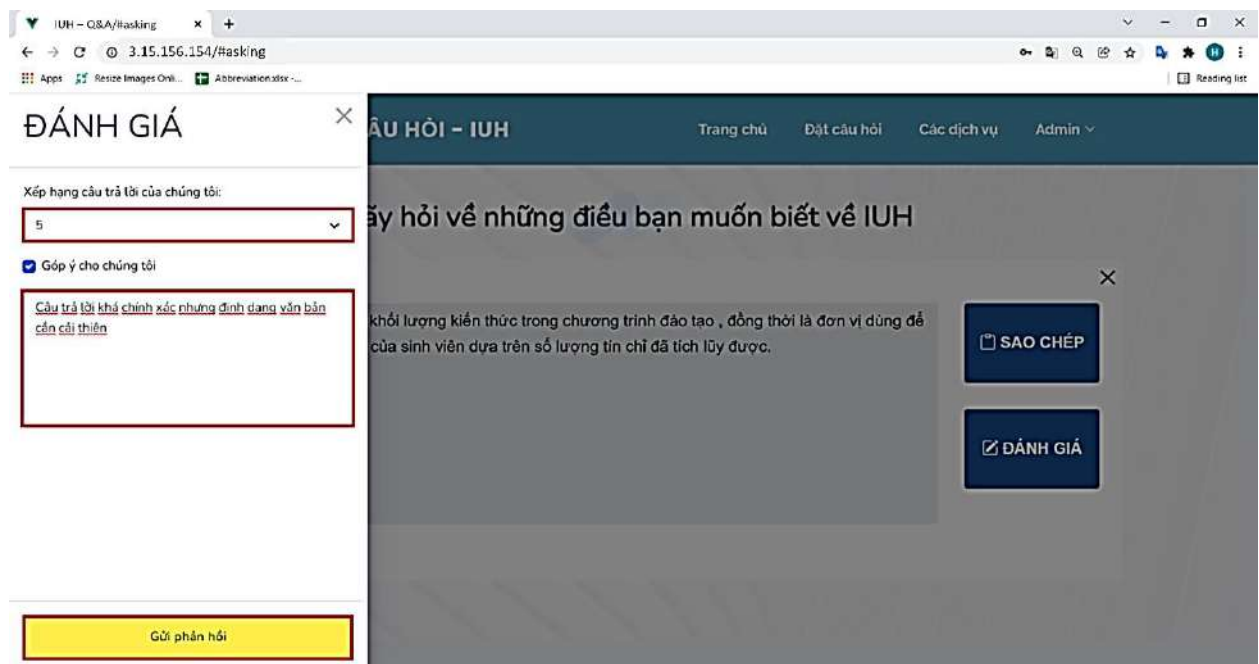 IUH – Q&A/#asking
3.15.156.154/#asking
Apps Resize Images Onli... Abbreviation.xlsx -...
Reading list
ĐÁNH GIÁ
ÂU HỎI – IUH
Trang chủ Đặt câu hỏi Các dịch vụ Admin
Xếp hạng câu trả lời của chúng tôi:
5
ãy hỏi về những điều bạn muốn biết về IUH
Góp ý cho chúng tôi
Câu trả lời khá chính xác nhưng định dạng văn bản
cần cải thiện
khối lượng kiến thức trong chương trình đào tạo , đồng thời là đơn vị dùng để
của sinh viên dựa trên số lượng tín chỉ đã tích lũy được.
SAO CHÉP
ĐÁNH GIÁ
Gửi phản hồi